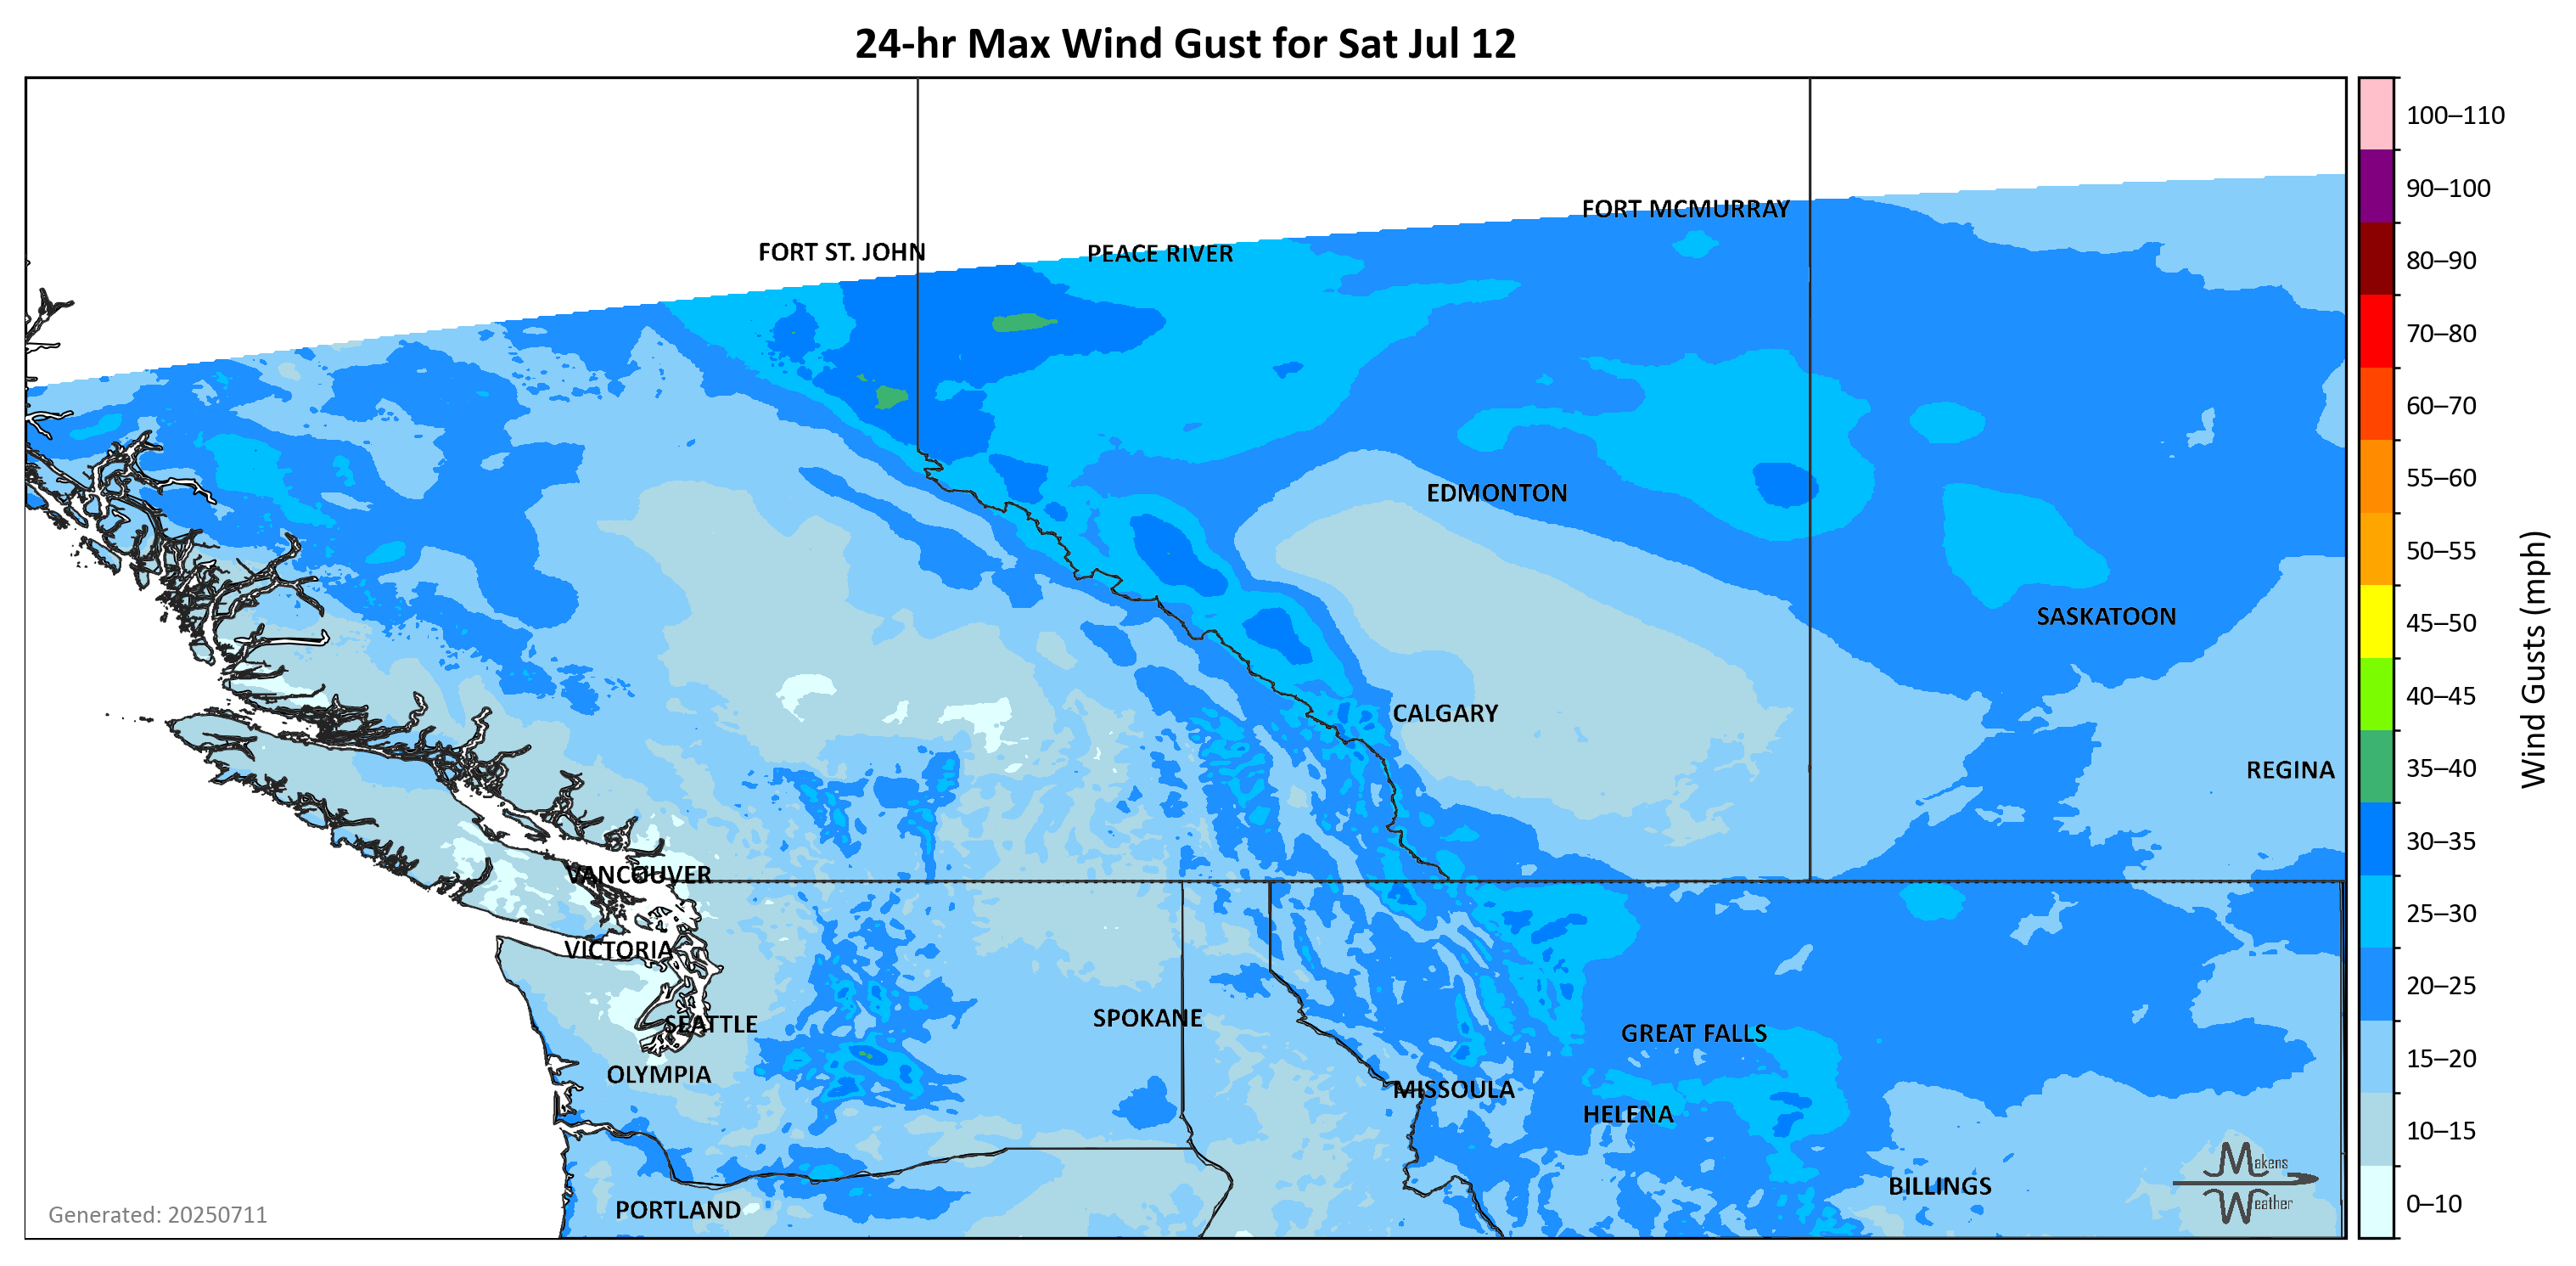 24-hr Max Wind Gust for Sat Jul 12
100–110
90–100
80–90
70–80
60–70
55–60
50–55
45–50
40–45
35–40
30–35
25–30
20–25
15–20
10–15
0–10
Wind Gusts (mph)
FORT MCMURRAY
FORT ST. JOHN
PEACE RIVER
EDMONTON
SASKATOON
CALGARY
REGINA
VANCOUVER
VICTORIA
SEATTLE
SPOKANE
GREAT FALLS
OLYMPIA
MISSOULA
HELENA
BILLINGS
PORTLAND
Makens
Weather
Generated: 20250711